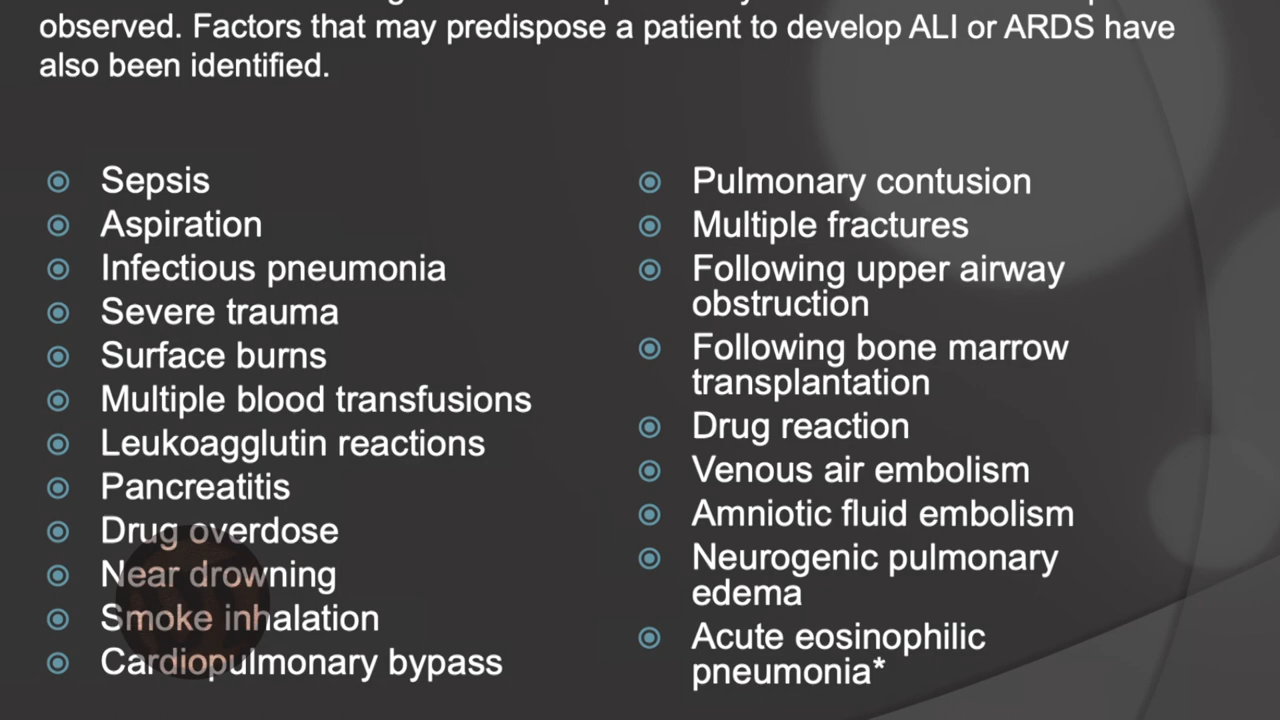 observed. Factors that may predispose a patient to develop ALI or ARDS have
also been identified.
Sepsis
Aspiration
Infectious pneumonia
Severe trauma
Surface burns
Multiple blood transfusions
Leukoagglutin reactions
Pancreatitis
Drug overdose
Near drowning
Smoke inhalation
Cardiopulmonary bypass
Pulmonary contusion
Multiple fractures
Following upper airway
obstruction
Following bone marrow
transplantation
Drug reaction
Venous air embolism
Amniotic fluid embolism
Neurogenic pulmonary
edema
Acute eosinophilic
pneumonia*